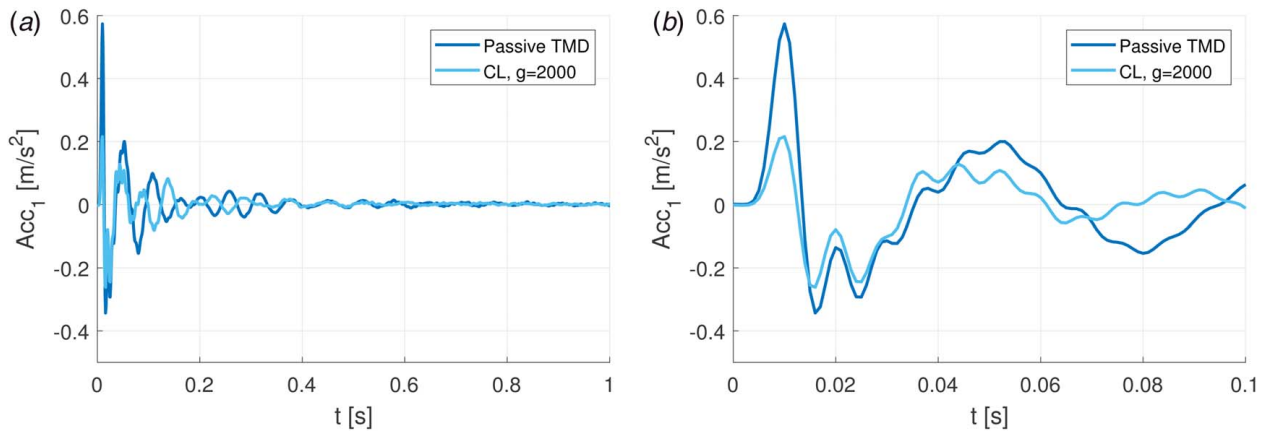 (a)
0.6
0.4
0.2
0
-0.2
-0.4
Acc1 [m/s2]
Passive TMD
CL, g=2000
0 0.2 0.4 0.6 0.8 1
t [s]
(b)
0.6
0.4
0.2
0
-0.2
-0.4
Acc1 [m/s2]
Passive TMD
CL, g=2000
0 0.02 0.04 0.06 0.08 0.1
t [s]